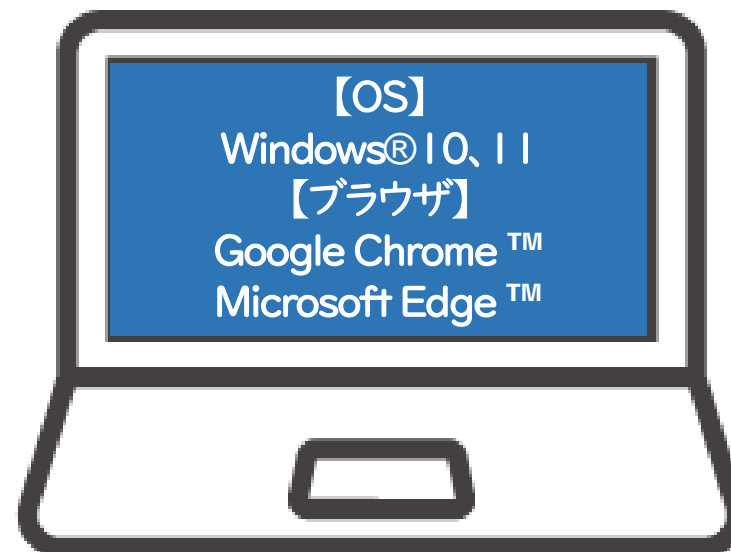 【OS】
Windows®10、11
【ブラウザ】
Google Chrome ™
Microsoft Edge ™